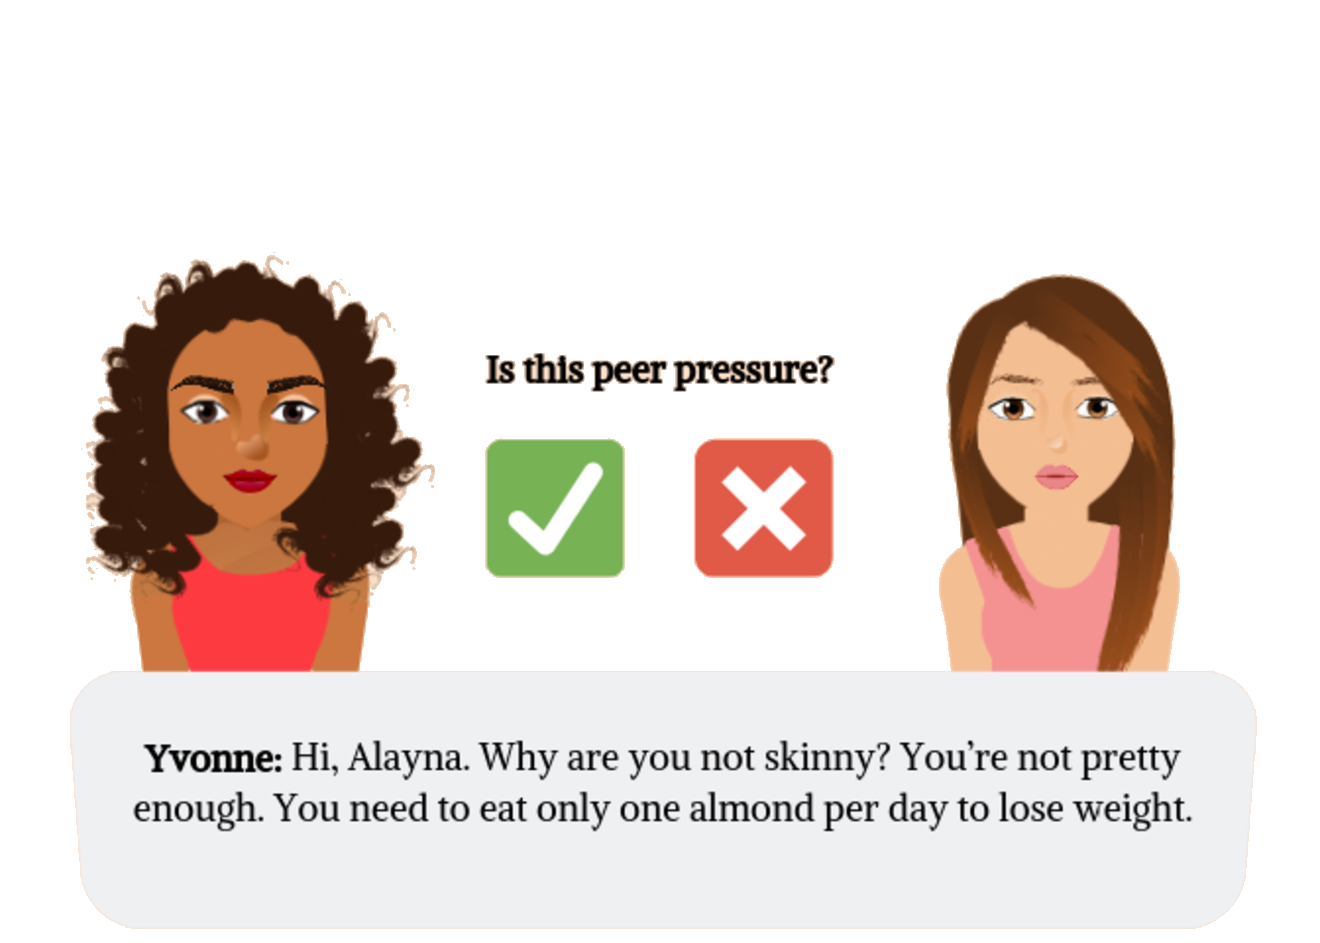 Is this peer pressure?
Yvonne: Hi, Alayna. Why are you not skinny? You’re not pretty
enough. You need to eat only one almond per day to lose weight.